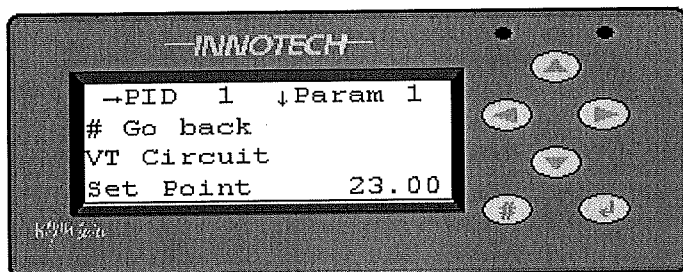 INNOTECH
→PID 1 ↓Param 1
# Go back
VT Circuit
Set Point 23.00
#